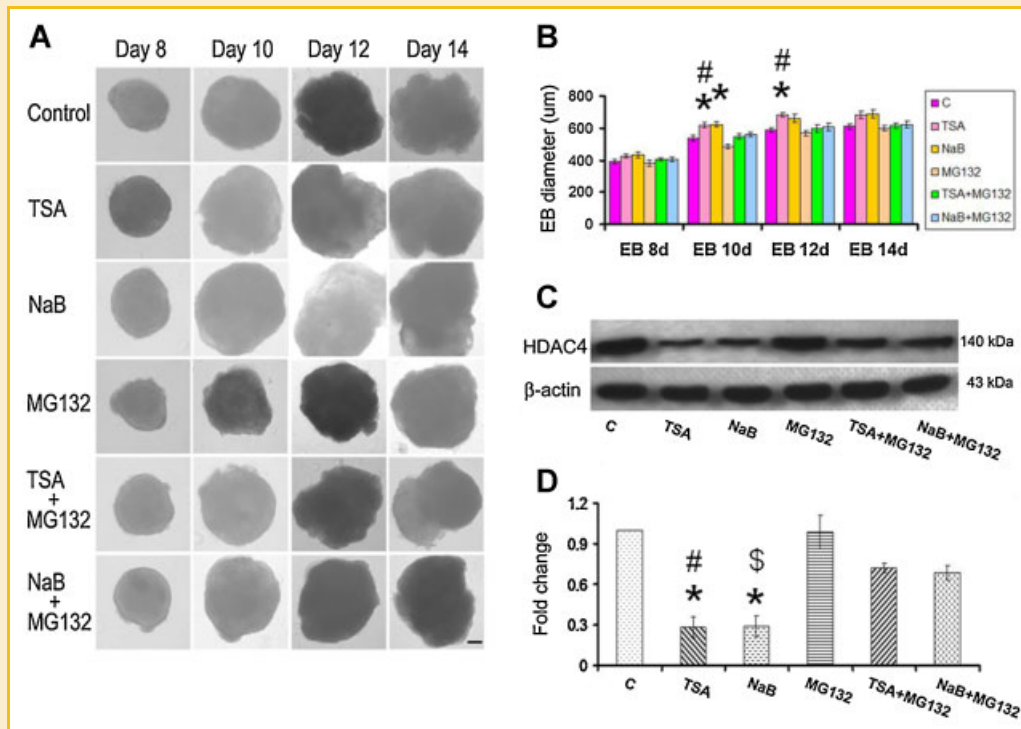 A
Day 8 Day 10 Day 12 Day 14
Control
TSA
NaB
MG132
TSA
+
MG132
NaB
+
MG132
B
# #
* * *
EB diameter (um)
800
600
400
200
0
EB 8d EB 10d EB 12d EB 14d
C
TSA
NaB
MG132
TSA+MG132
NaB+MG132
C
HDAC4 140 kDa
β-actin 43 kDa
C TSA NaB MG132 TSA+MG132 NaB+MG132
D
Fold change
1.2
0.9
0.6
0.3
0
# $
* *
C TSA NaB MG132 TSA+MG132 NaB+MG132